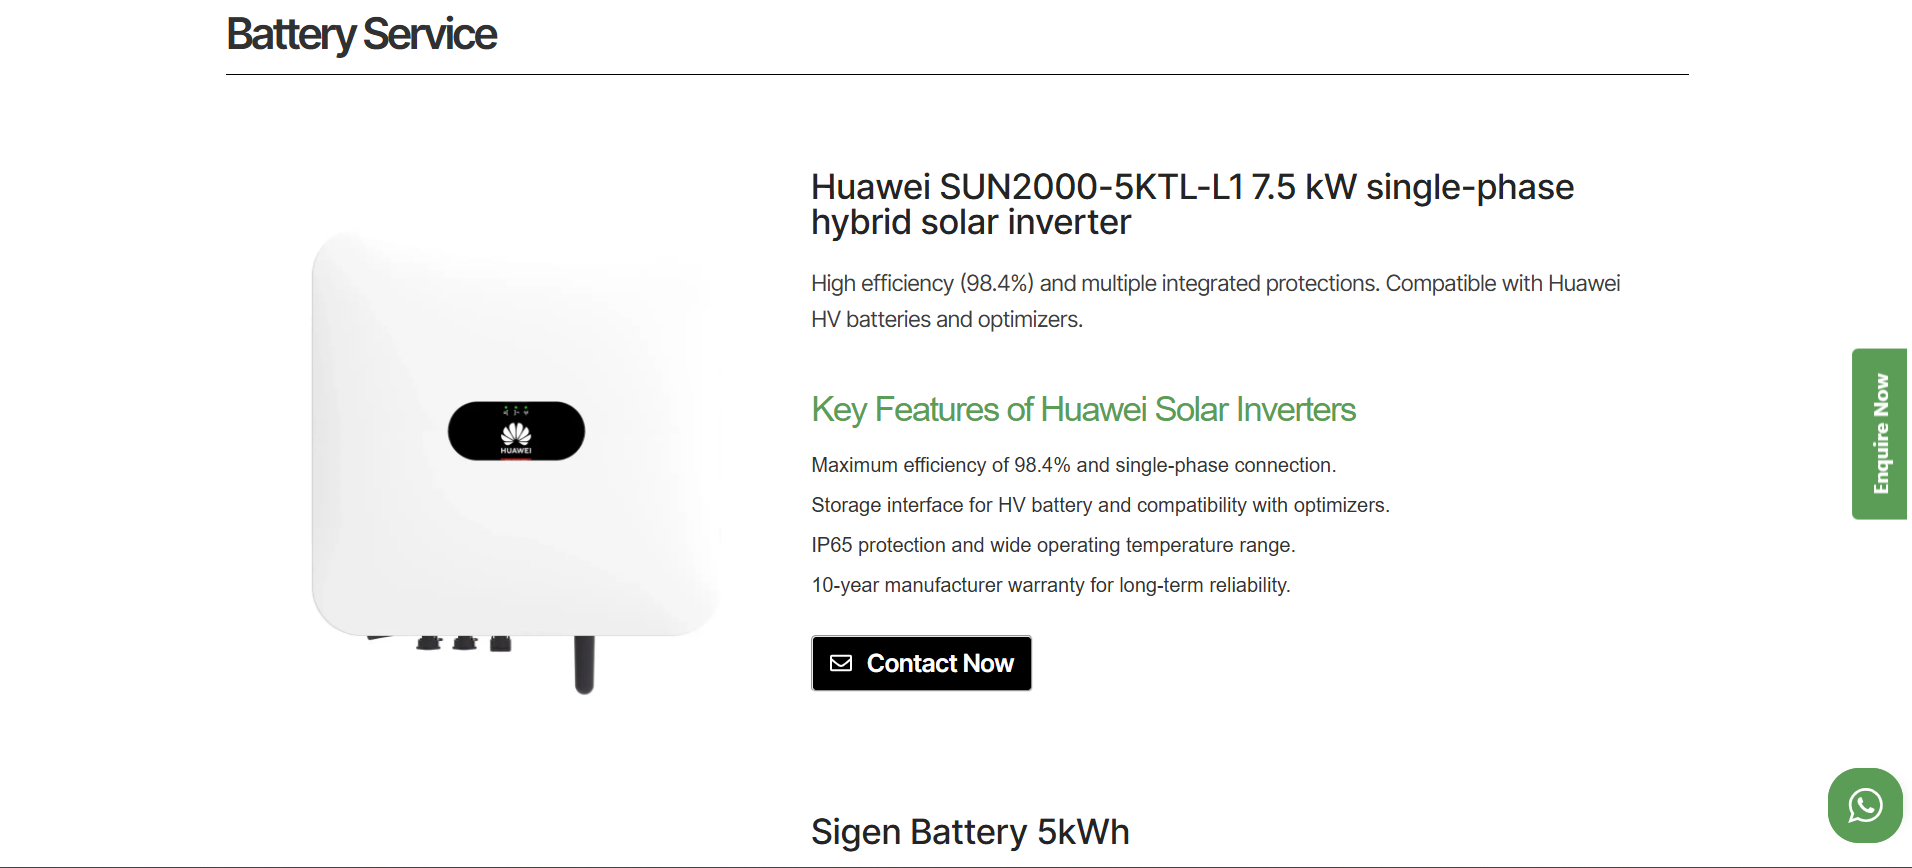 Battery Service
Huawei SUN2000-5KTL-L1 7.5 kW single-phase
hybrid solar inverter
High efficiency (98.4%) and multiple integrated protections. Compatible with Huawei
HV batteries and optimizers.
HUAWEI
Key Features of Huawei Solar Inverters
Maximum efficiency of 98.4% and single-phase connection.
Storage interface for HV battery and compatibility with optimizers.
IP65 protection and wide operating temperature range.
10-year manufacturer warranty for long-term reliability.
Contact Now
Enquire Now
Sigen Battery 5kWh